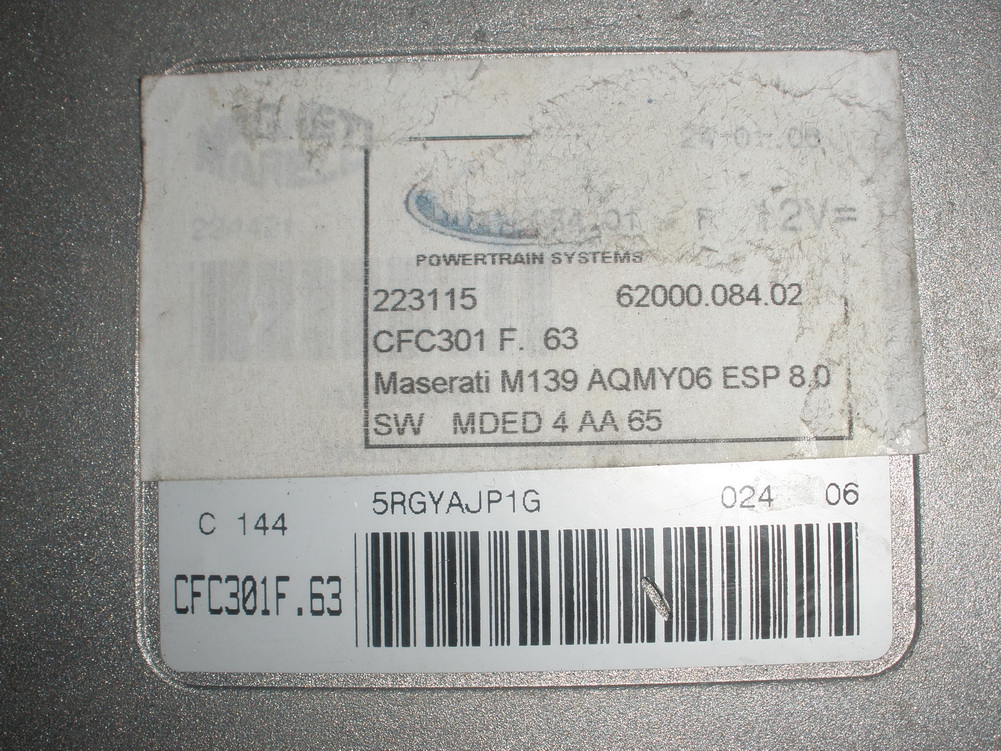 12V=
POWERTRAIN SYSTEMS
223115 62000.084.02
CFC301 F. 63
Maserati M139 AQMY06 ESP 8.0
SW MDED 4 AA 65
5RGYAJP1G 024 06
C 144
CFC301F.63